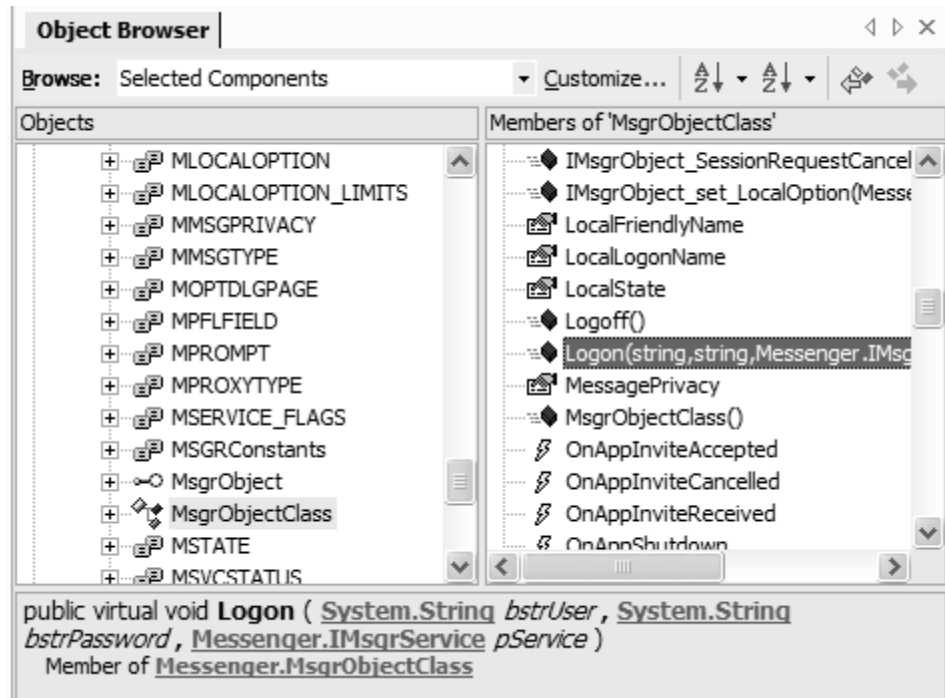 Object Browser
Browse: Selected Components Customize...
Objects
MLOCALOPTION
MLOCALOPTION_LIMITS
MMSGPRIVACY
MMSGTYPE
MOPTDLGPAGE
MPFLFIELD
MPROMPT
MPROXYTYPE
MSERVICE_FLAGS
MSGRConstants
MsgrObject
MsgrObjectClass
MSTATE
MSVCSTATUS
Members of 'MsgrObjectClass'
IMsgrObject_SessionRequestCancel
IMsgrObject_set_LocalOption(Messe
LocalFriendlyName
LocalLogonName
LocalState
Logoff()
Logon(string,string,Messenger.IMsg
MessagePrivacy
MsgrObjectClass()
OnAppInviteAccepted
OnAppInviteCancelled
OnAppInviteReceived
OnAppShutdown
public virtual void Logon ( System.String bstrUser , System.String
bstrPassword , Messenger.IMsgrService pService )
Member of Messenger.MsgrObjectClass